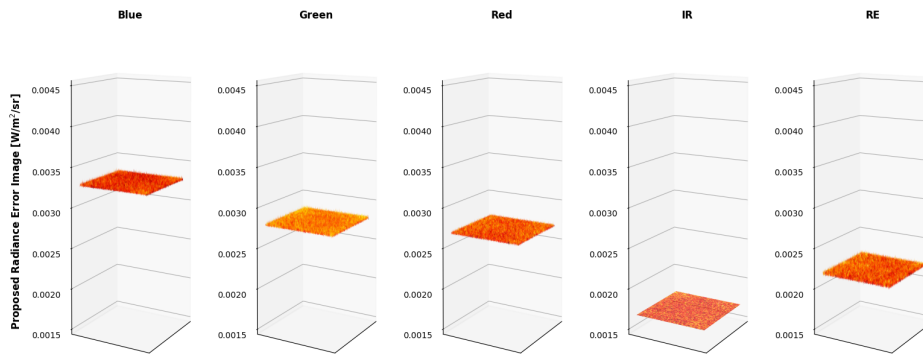 Blue Green Red IR RE
Proposed Radiance Error Image [W/m²/sr]
0.0045 0.0045 0.0045 0.0045 0.0045
0.0040 0.0040 0.0040 0.0040 0.0040
0.0035 0.0035 0.0035 0.0035 0.0035
0.0030 0.0030 0.0030 0.0030 0.0030
0.0025 0.0025 0.0025 0.0025 0.0025
0.0020 0.0020 0.0020 0.0020 0.0020
0.0015 0.0015 0.0015 0.0015 0.0015